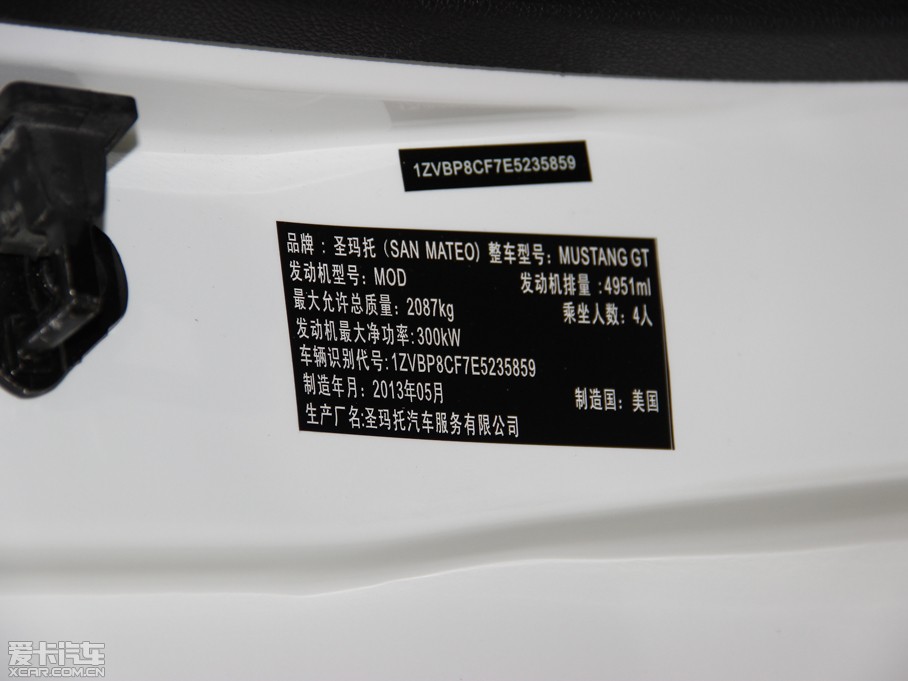 1ZVBP8CF7E5235859
品牌：圣玛托（SAN MATEO）整车型号：MUSTANG GT
发动机型号：MOD 发动机排量:4951ml
最大允许总质量：2087kg 乘坐人数：4人
发动机最大净功率:300kW
车辆识别代号:1ZVBP8CF7E5235859
制造年月：2013年05月 制造国：美国
生产厂名:圣玛托汽车服务有限公司
爱卡汽车
XCAR.COM.CN